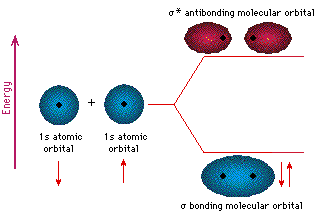 σ* antibonding molecular orbital
Energy
+
1s atomic
orbital
1s atomic
orbital
σ bonding molecular orbital